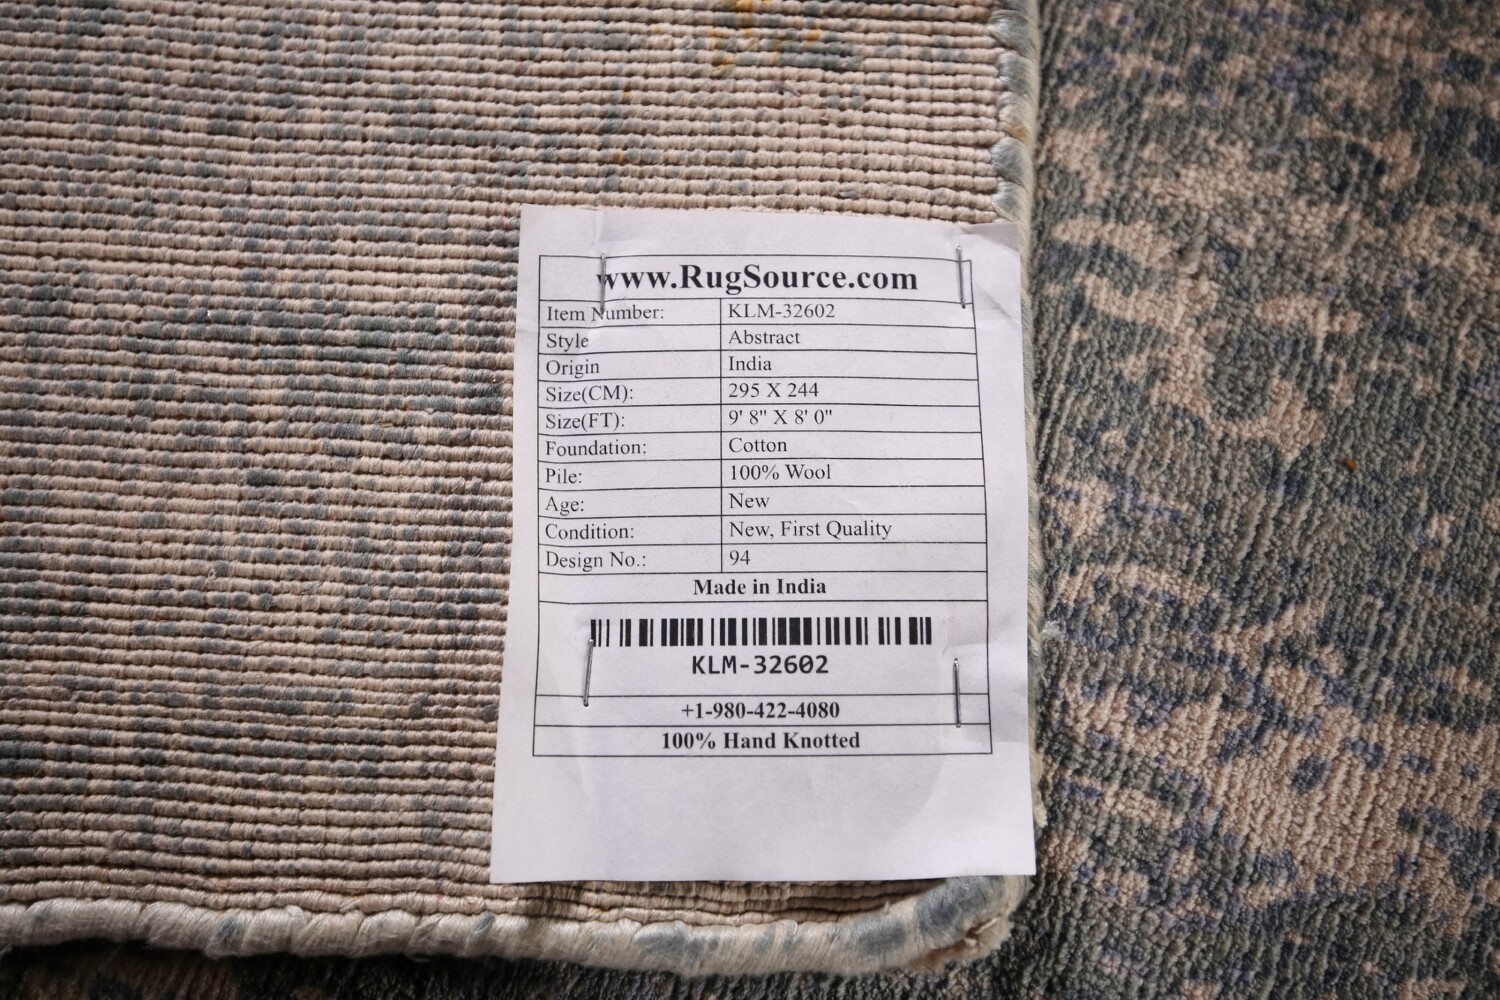 www.RugSource.com
Item Number: KLM-32602
Style Abstract
Origin India
Size(CM): 295 X 244
Size(FT): 9' 8" X 8' 0"
Foundation: Cotton
Pile: 100% Wool
Age: New
Condition: New, First Quality
Design No.: 94
Made in India
KLM-32602
+1-980-422-4080
100% Hand Knotted